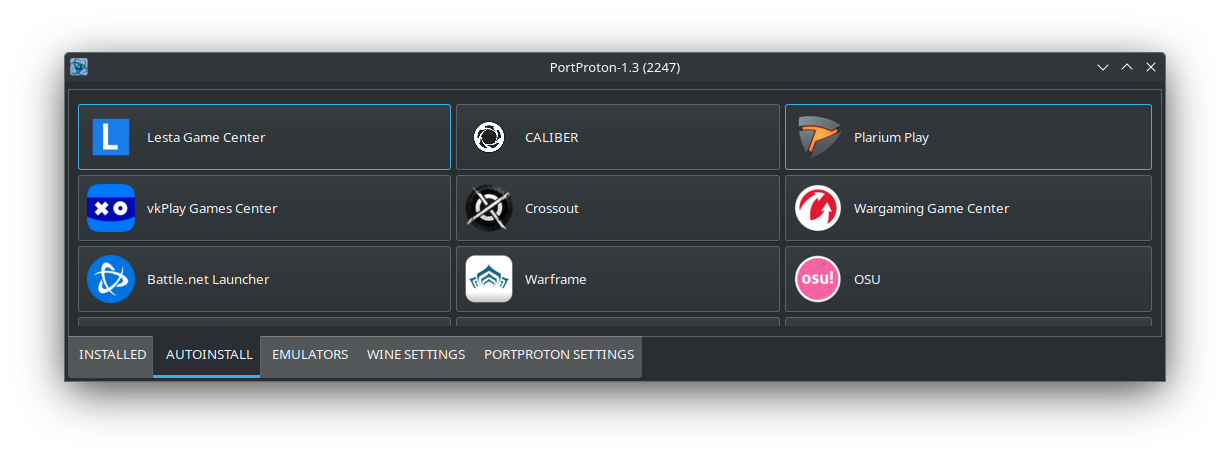 PortProton-1.3 (2247)
L Lesta Game Center
CALIBER
Plarium Play
vkPlay Games Center
Crossout
Wargaming Game Center
Battle.net Launcher
Warframe
osu! OSU
INSTALLED AUTOINSTALL EMULATORS WINE SETTINGS PORTPROTON SETTINGS